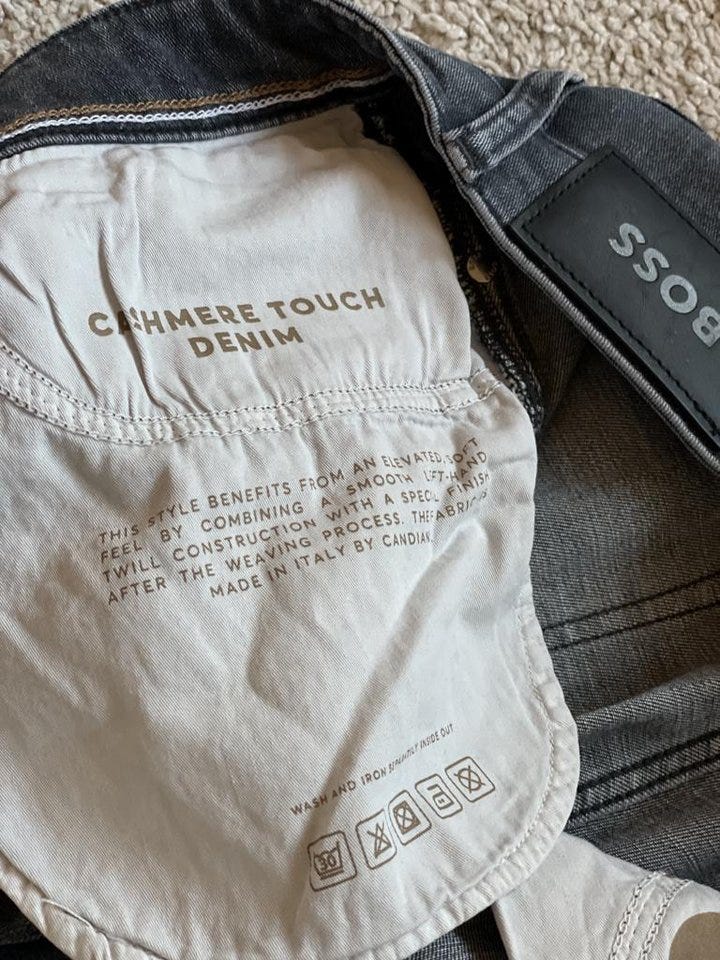 BOSS
CASHMERE TOUCH
DENIM
THIS STYLE BENEFITS FROM AN ELEVATED, SOFT
FEEL BY COMBINING A SMOOTH LEFT-HAND
TWILL CONSTRUCTION WITH A SPECIAL FINISH
AFTER THE WEAVING PROCESS. THE FABRIC IS
MADE IN ITALY BY CANDIANI.
WASH AND IRON SEPARATELY INSIDE OUT
30